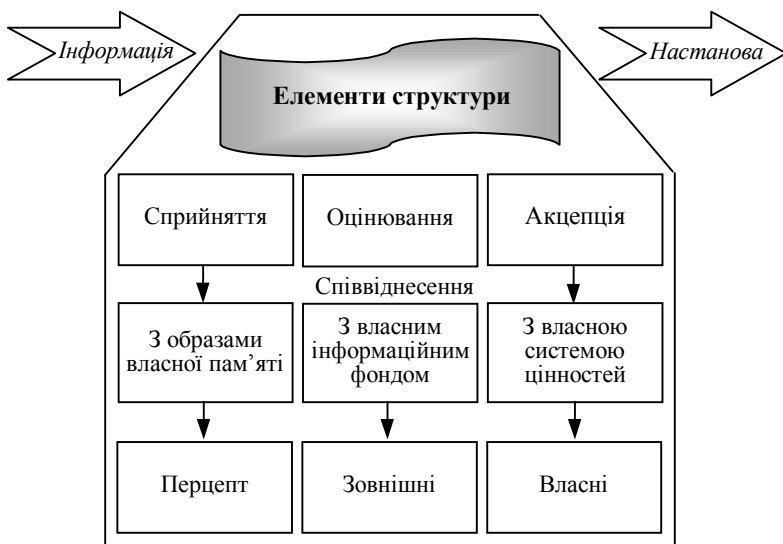 Інформація
Настанова
Елементи структури
Сприйняття
Оцінювання
Акцепція
Співвіднесення
З образами
власної пам’яті
З власним
інформаційним
фондом
З власною
системою
цінностей
Перцепт
Зовнішні
Власні